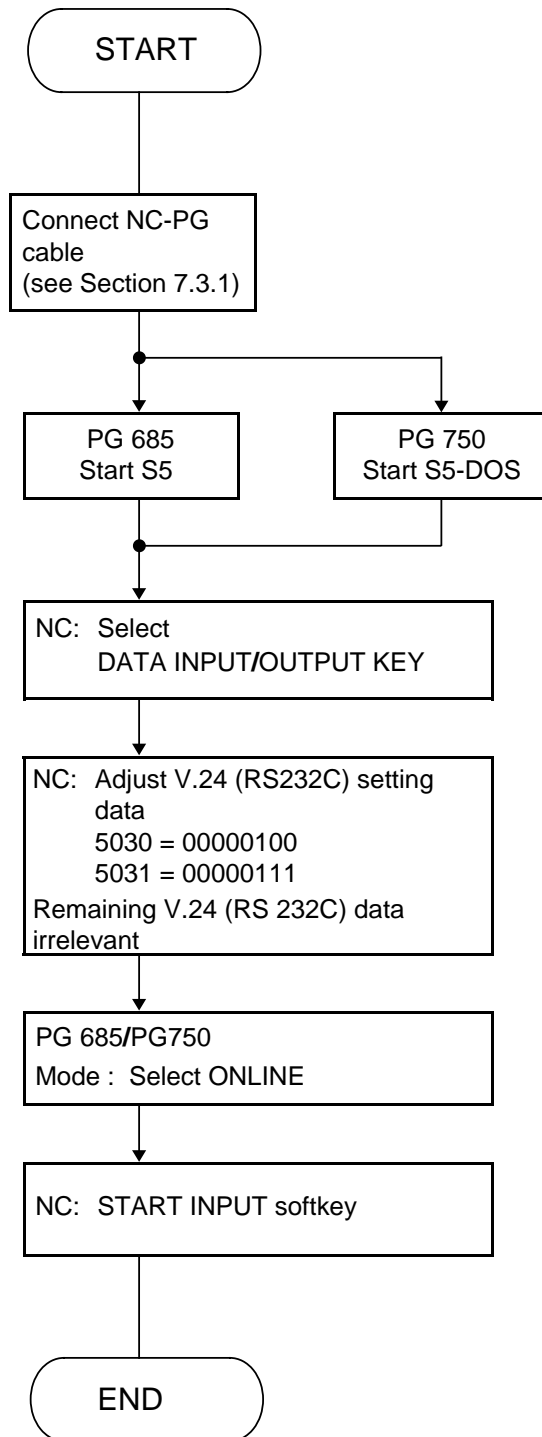 START
Connect NC-PG
cable
(see Section 7.3.1)
PG 685
Start S5
PG 750
Start S5-DOS
NC: Select
DATA INPUT/OUTPUT KEY
NC: Adjust V.24 (RS232C) setting
data
5030 = 00000100
5031 = 00000111
Remaining V.24 (RS 232C) data
irrelevant
PG 685/PG750
Mode : Select ONLINE
NC: START INPUT softkey
END